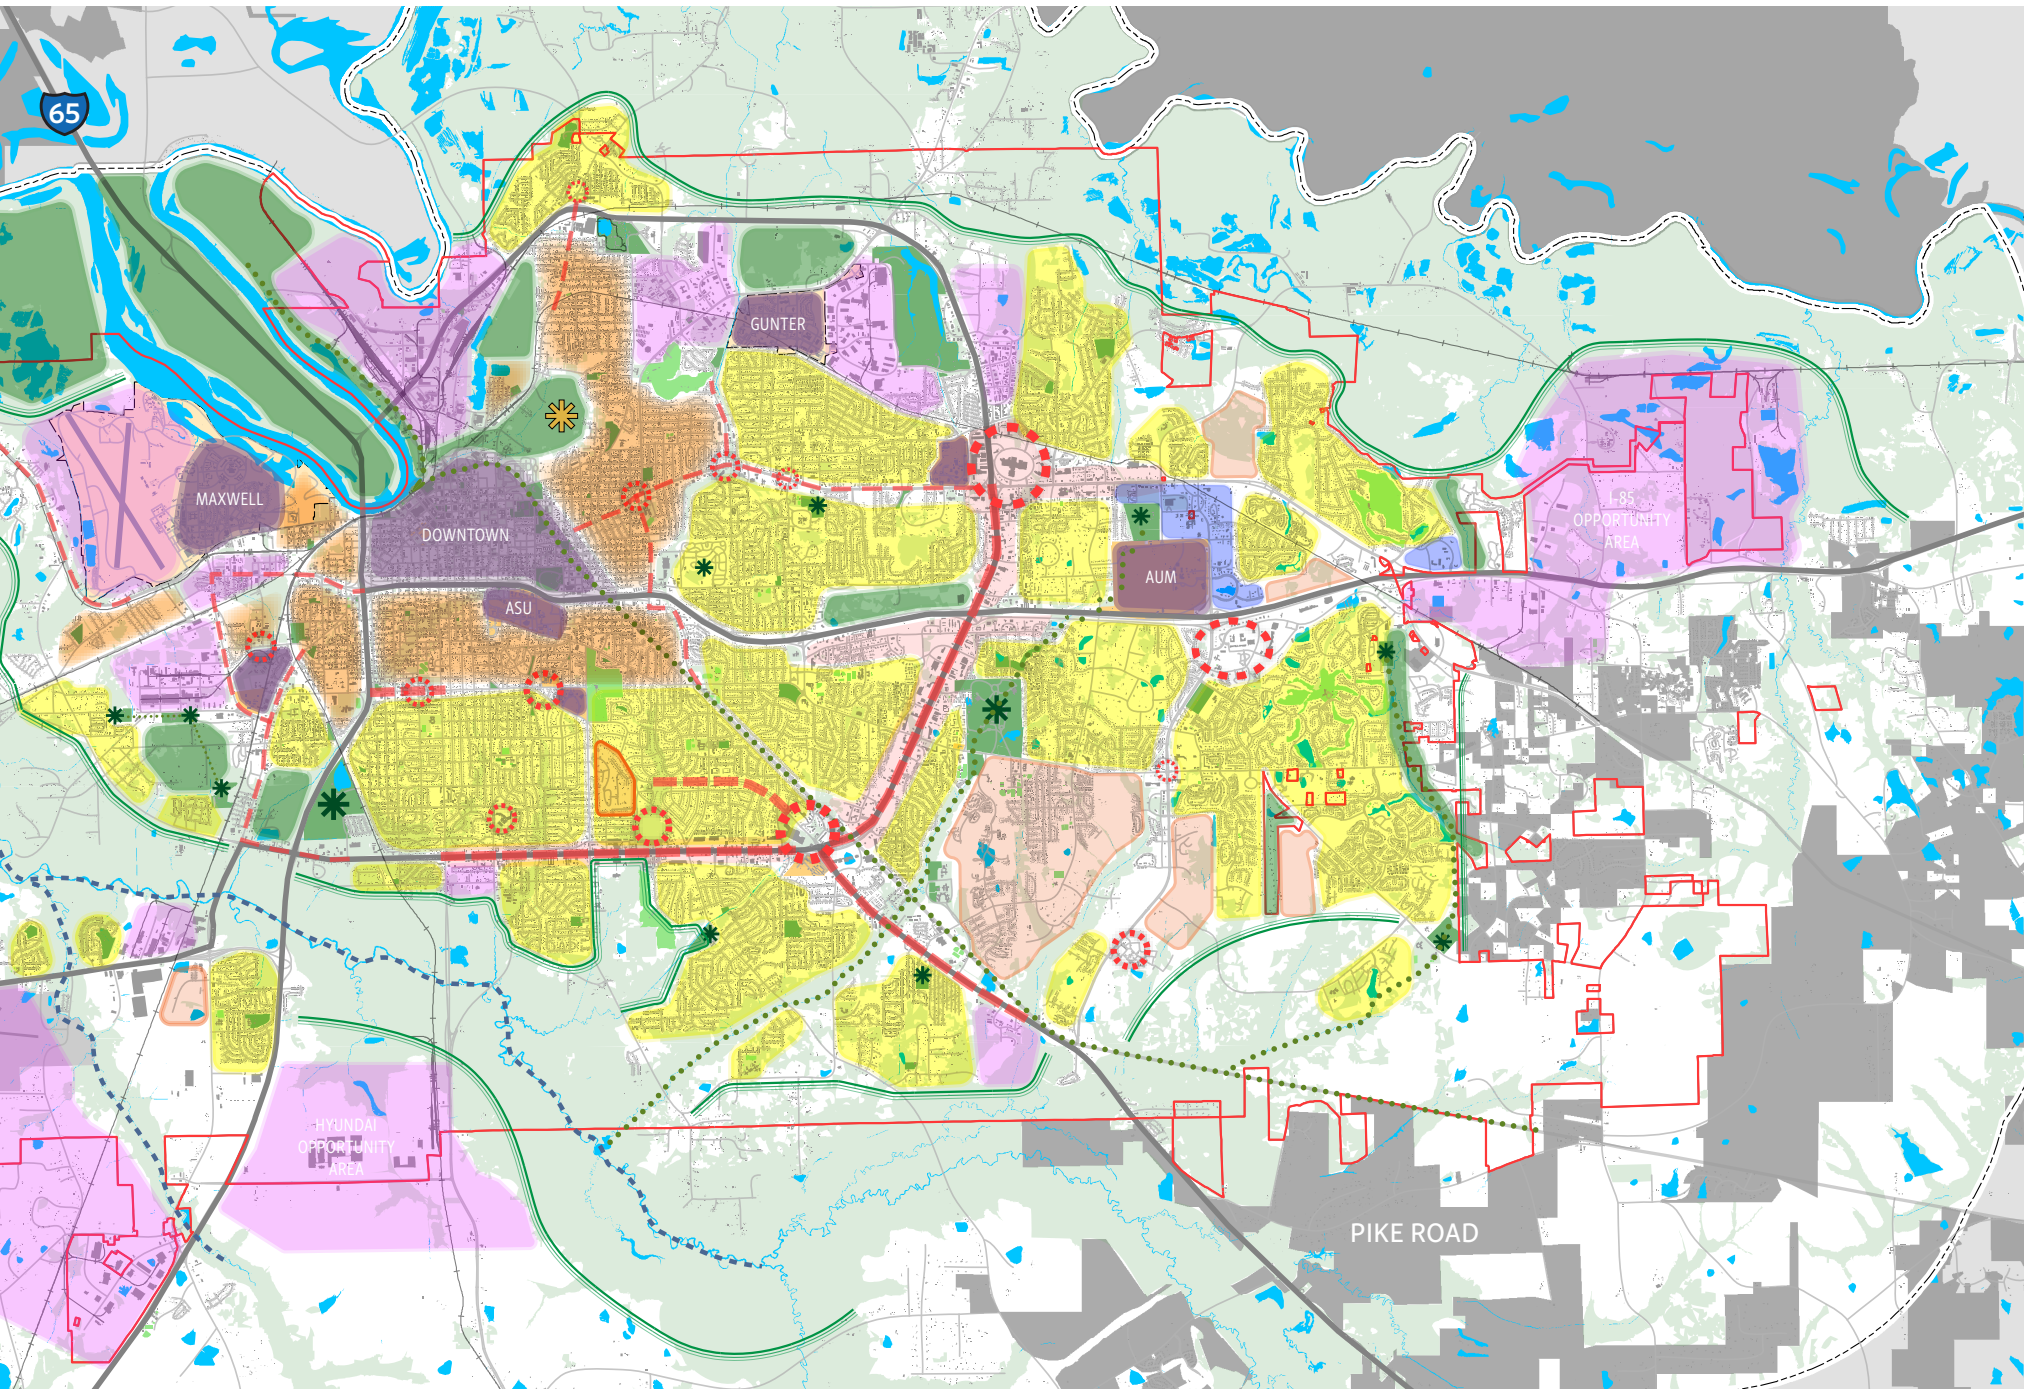 65
GUNTER
MAXWELL
DOWNTOWN
I-85
OPPORTUNITY
AREA
AUM
ASU
HYUNDAI
OPPORTUNITY
AREA
PIKE ROAD